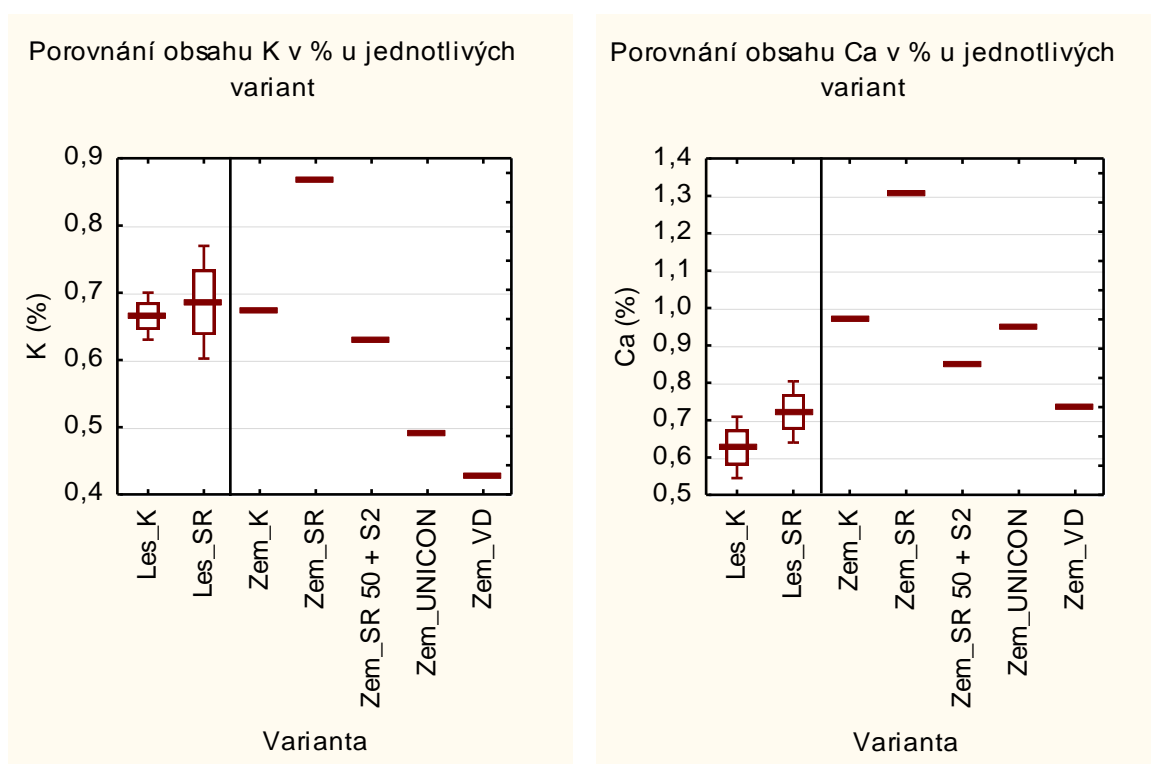 Porovnání obsahu K v % u jednotlivých
variant
K (%)
0,9
0,8
0,7
0,6
0,5
0,4
Les_K
Les_SR
Zem_K
Zem_SR
Zem_SR 50 + S2
Zem_UNICON
Zem_VD
Varianta
Porovnání obsahu Ca v % u jednotlivých
variant
Ca (%)
1,4
1,3
1,2
1,1
1,0
0,9
0,8
0,7
0,6
0,5
Les_K
Les_SR
Zem_K
Zem_SR
Zem_SR 50 + S2
Zem_UNICON
Zem_VD
Varianta